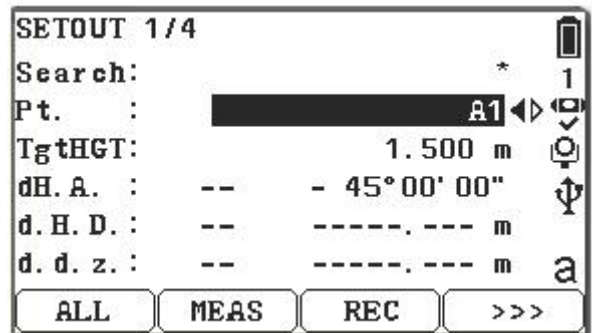 SETOUT 1/4
Search: *
1
Pt. : A1
TgtHGT: 1.500 m
dH.A. : -- - 45°00'00"
d.H.D.: -- -----.--- m
d.d.z.: -- -----.--- m
a
ALL MEAS REC >>>